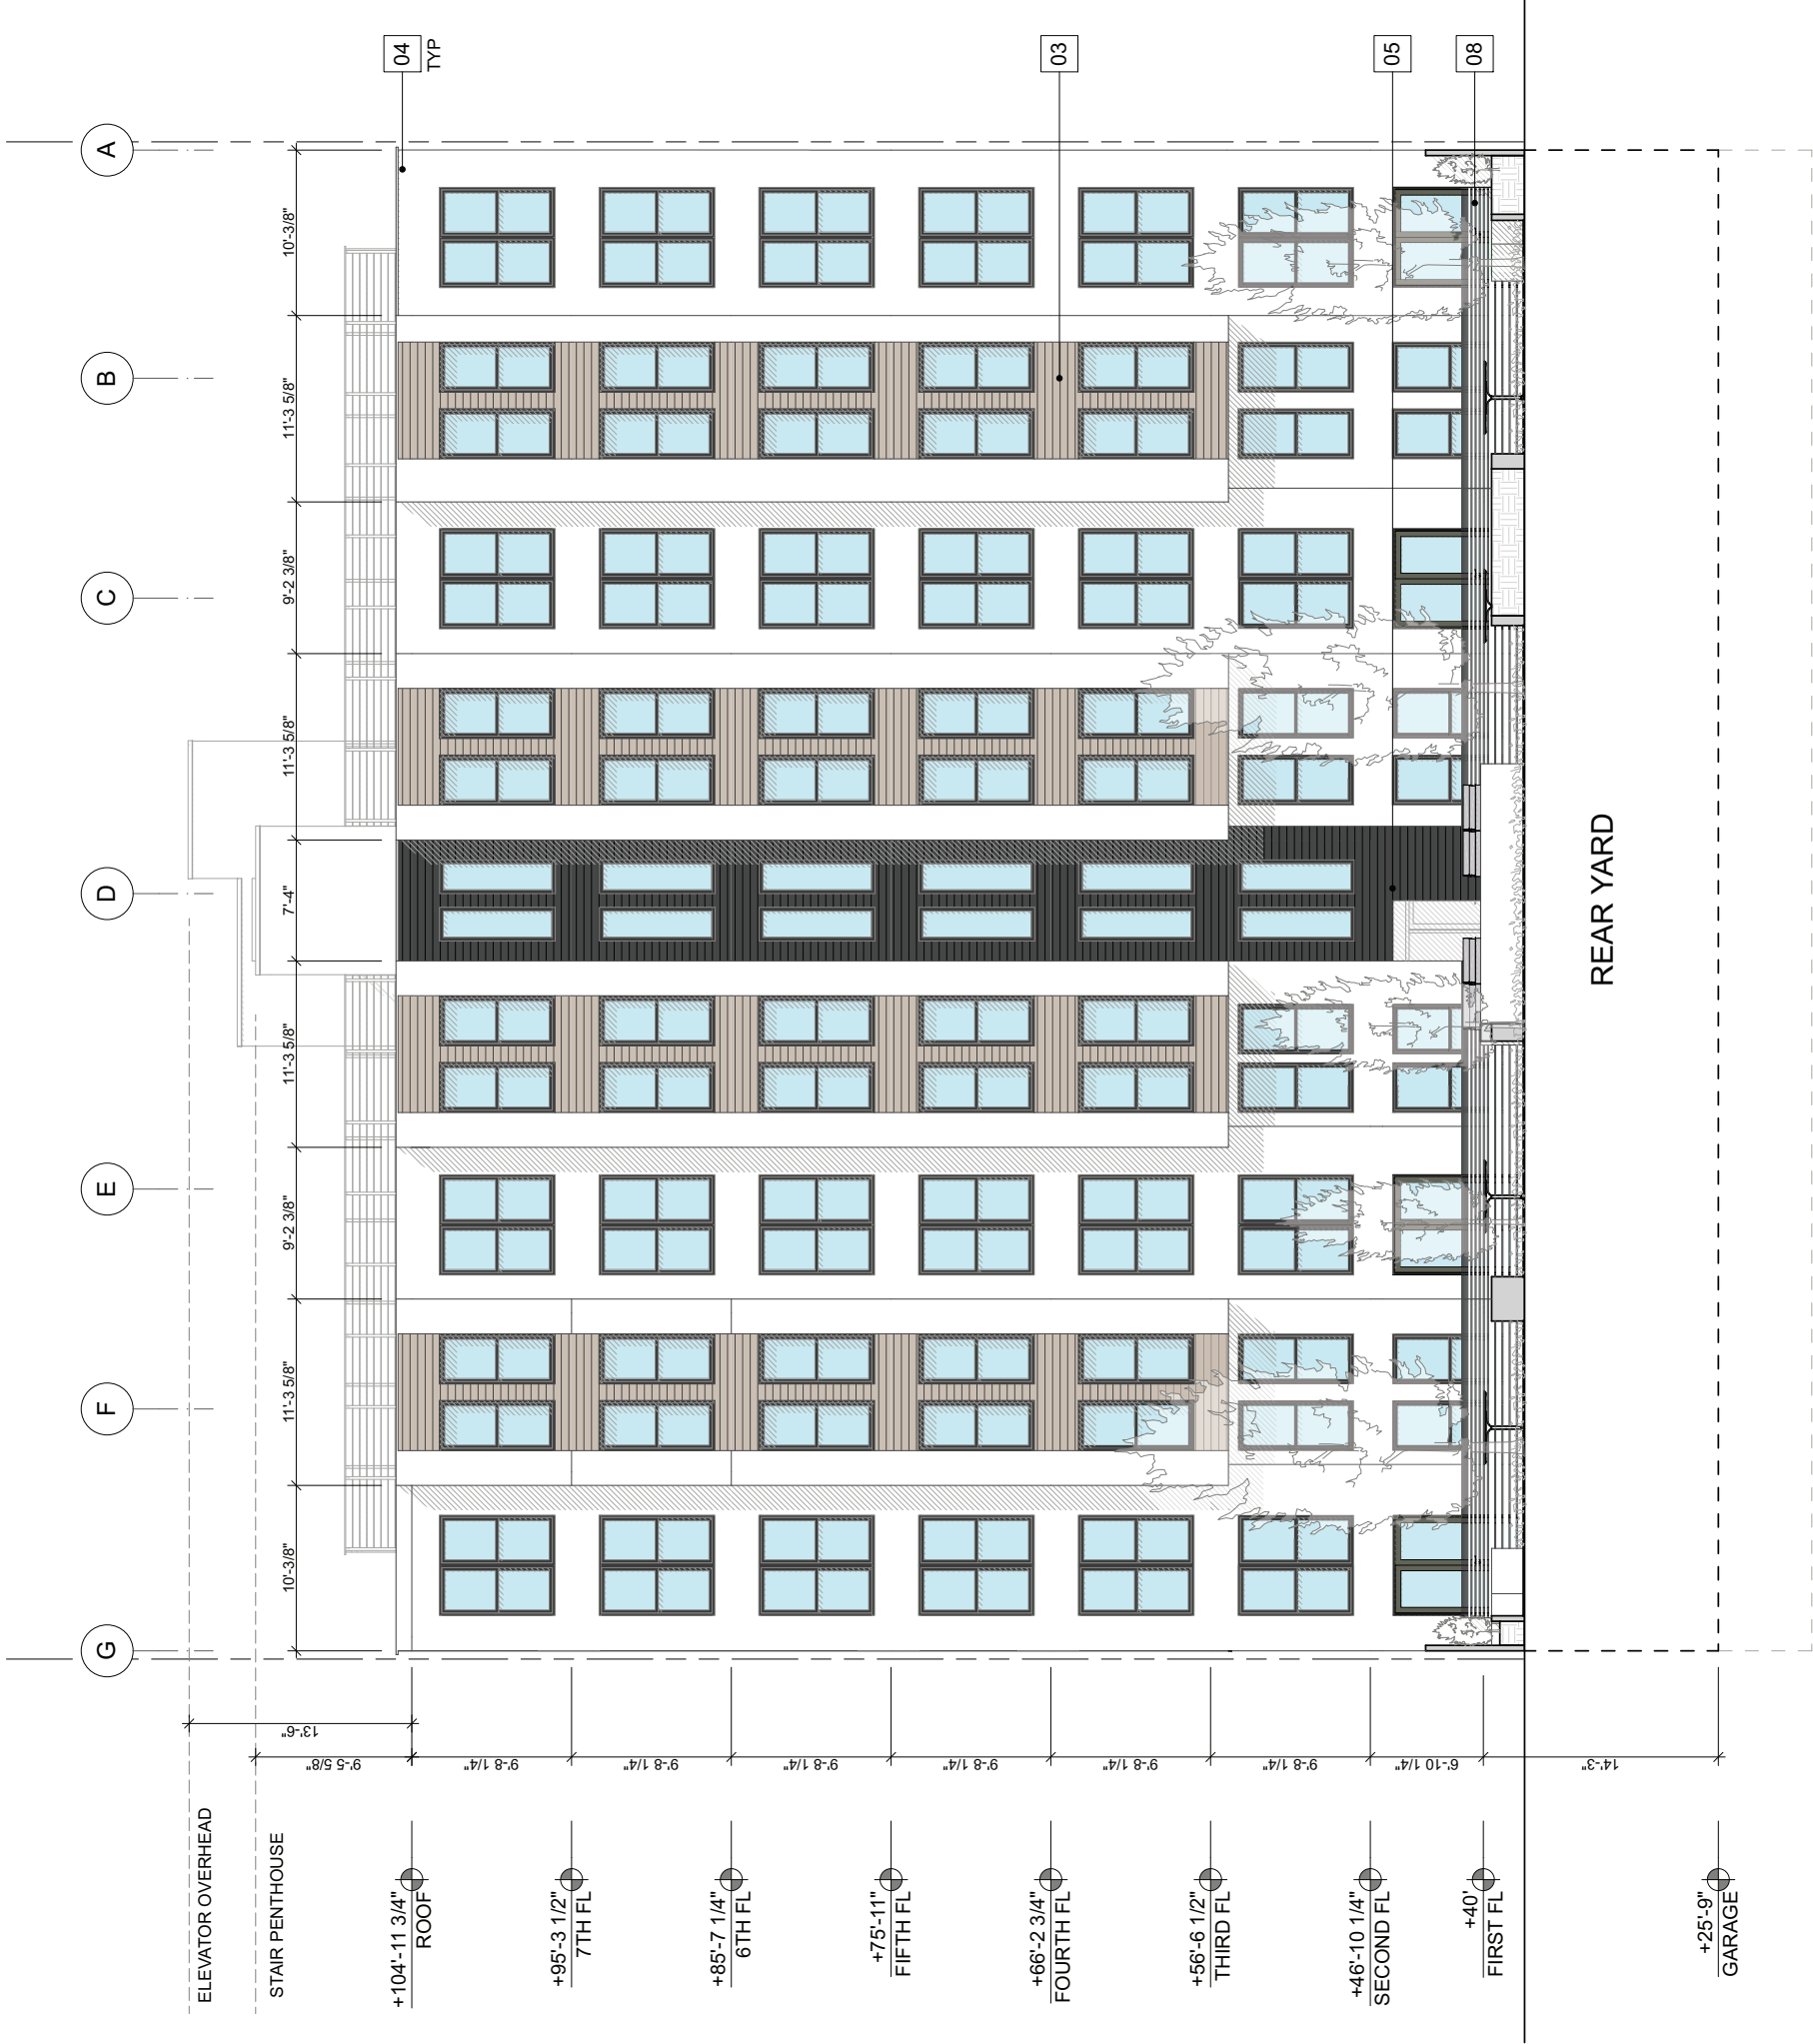 G
F
E
D
C
B
A
ELEVATOR OVERHEAD
STAIR PENTHOUSE
13'-6"
9'-5 5/8"
10'-3/8"
11'-3 5/8"
9'-2 3/8"
11'-3 5/8"
7'-4"
11'-3 5/8"
9'-2 3/8"
11'-3 5/8"
10'-3/8"
04
TYP
+104'-11 3/4"
ROOF
9'-8 1/4"
+95'-3 1/2"
7TH FL
9'-8 1/4"
+85'-7 1/4"
6TH FL
9'-8 1/4"
+75'-11"
FIFTH FL
9'-8 1/4"
+66'-2 3/4"
FOURTH FL
03
9'-8 1/4"
+56'-6 1/2"
THIRD FL
9'-8 1/4"
+46'-10 1/4"
SECOND FL
05
6'-10 1/4"
+40'
FIRST FL
08
REAR YARD
14'-3"
+25'-9"
GARAGE